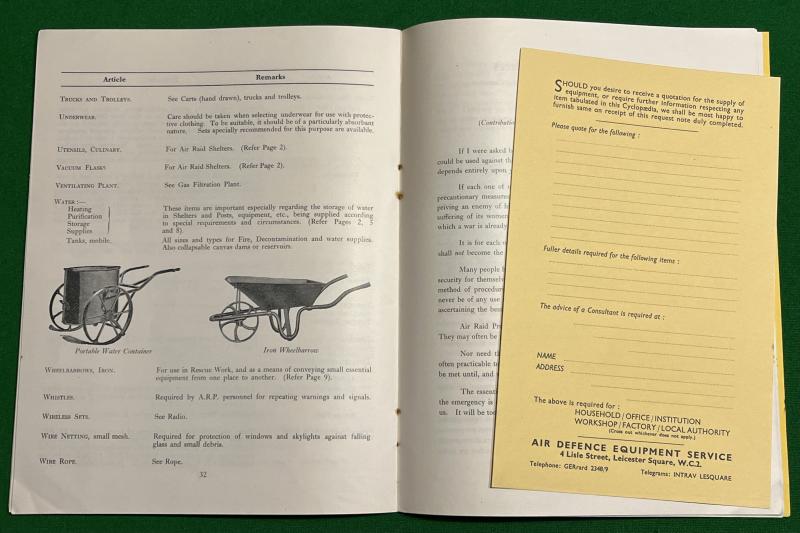 Article Remarks
TRUCKS AND TROLLEYS. See Carts (hand drawn), trucks and trolleys.
UNDERWEAR. Care should be taken when selecting underwear for use with protec-
tive clothing. To be suitable, it should be of a particularly absorbant
nature. Sets specially recommended for this purpose are available.
UTENSILS, CULINARY. For Air Raid Shelters. (Refer Page 2).
VACUUM FLASKS For Air Raid Shelters. (Refer Page 2).
VENTILATING PLANT. See Gas Filtration Plant.
WATER:—
Heating These items are important especially regarding the storage of water
Purification in Shelters and Posts, equipment, etc., being supplied according
Storage to special requirements and circumstances. (Refer Pages 2, 5
Supplies and 8).
Tanks, mobile. All sizes and types for Fire, Decontamination and water supplies.
Also collapsable canvas dams or reservoirs.
Portable Water Container Iron Wheelbarrow
WHEELBARROWS, IRON. For use in Rescue Work, and as a means of conveying small essential
equipment from one place to another. (Refer Page 9).
WHISTLES. Required by A.R.P. personnel for repeating warnings and signals.
WIRELESS SETS. See Radio.
WIRE NETTING, small mesh. Required for protection of windows and skylights against falling
glass and small debris.
WIRE ROPE. See Rope.
32
If I were asked
could be used against
depends entirely upon
If each one of
precautionary measure
priving an enemy of
suffering of its women
which a war is already
It is for each
shall not become the
Many people
security for themselve
method of procedur
never be of any use
ascertaining the bes
Air Raid Pr
They may often be
Nor need
often practicable
be met until, and
The essent
the emergency is
us. It will be too
SHOULD you desire to receive a quotation for the supply of
equipment, or require further information respecting any
item tabulated in this Cyclopædia, we shall be most happy to
furnish same on receipt of this request note duly completed.
Please quote for the following :
Fuller details required for the following items :
The advice of a Consultant is required at :
NAME
ADDRESS
The above is required for :
HOUSEHOLD / OFFICE / INSTITUTION
WORKSHOP / FACTORY / LOCAL AUTHORITY
(Cross out whichever does not apply.)
AIR DEFENCE EQUIPMENT SERVICE
4 Lisle Street, Leicester Square, W.C.2.
Telephone: GERrard 2348/9 Telegrams: INTRAV LESQUARE